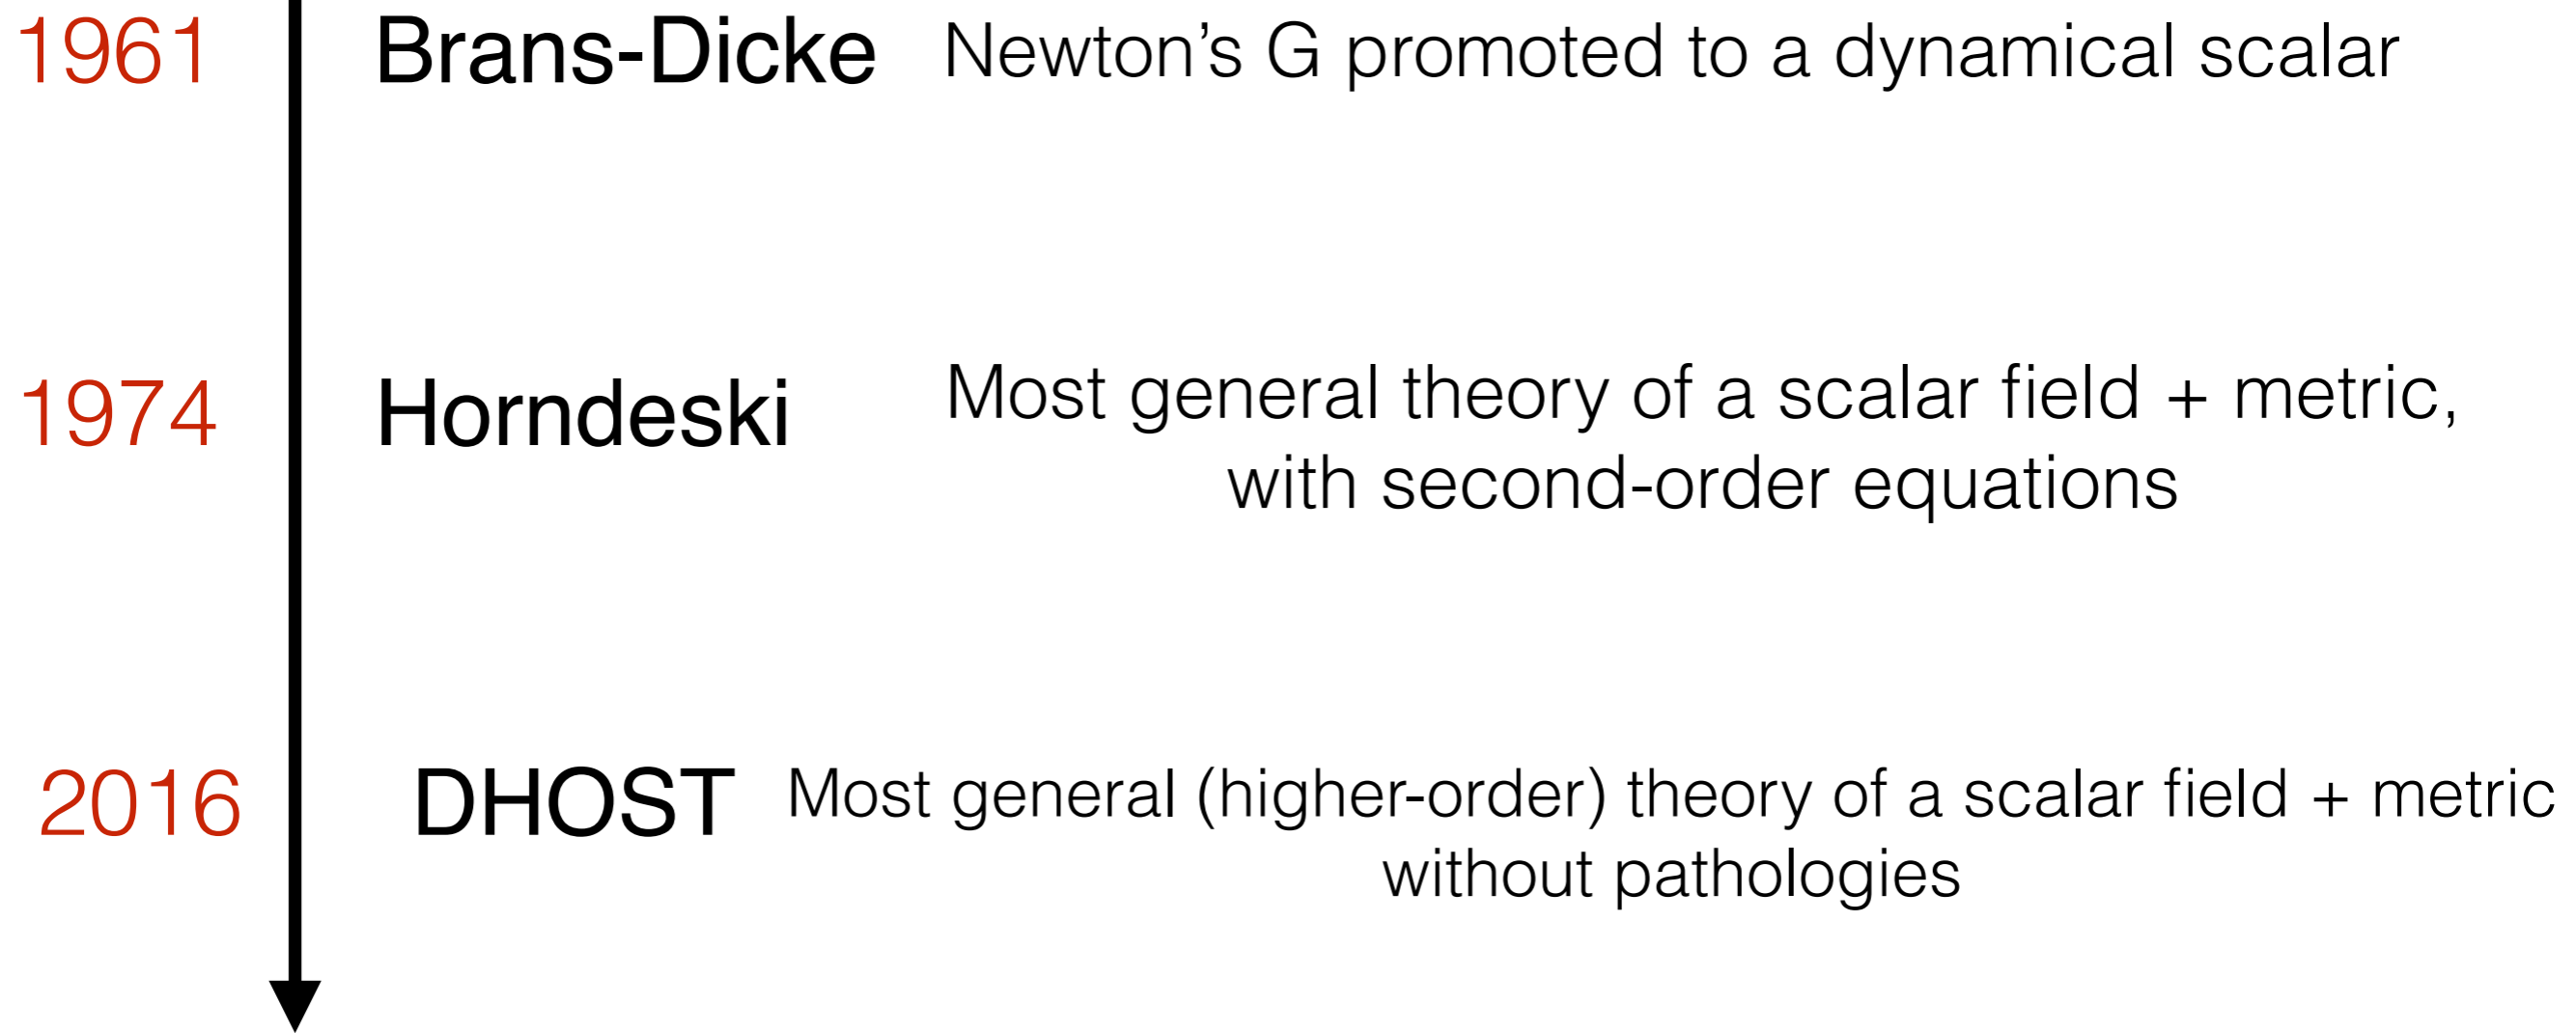 1961 Brans-Dicke Newton’s G promoted to a dynamical scalar
1974 Horndeski Most general theory of a scalar field + metric,
with second-order equations
2016 DHOST Most general (higher-order) theory of a scalar field + metric
without pathologies